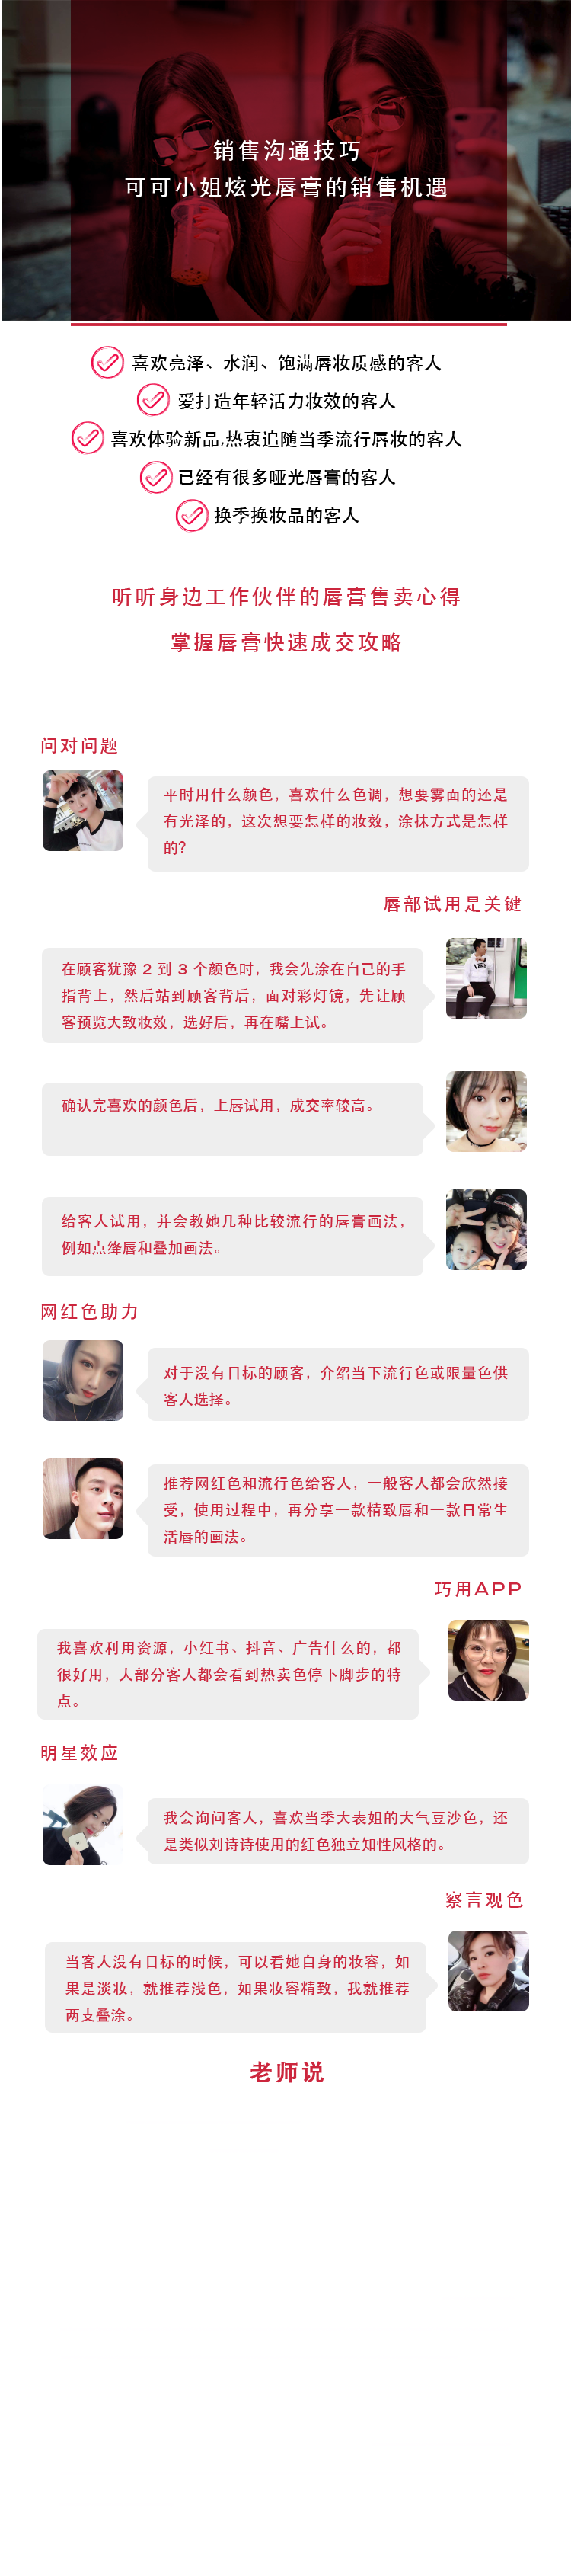 销售沟通技巧
可可小姐炫光唇膏的销售机遇
喜欢亮泽、水润、饱满唇妆质感的客人
爱打造年轻活力妆效的客人
喜欢体验新品,热衷追随当季流行唇妆的客人
已经有很多哑光唇膏的客人
换季换妆品的客人
听听身边工作伙伴的唇膏售卖心得
掌握唇膏快速成交攻略
问对问题
平时用什么颜色，喜欢什么色调，想要雾面的还是
有光泽的，这次想要怎样的妆效，涂抹方式是怎样
的?
唇部试用是关键
在顾客犹豫 2 到 3 个颜色时，我会先涂在自己的手
指背上，然后站到顾客背后，面对彩灯镜，先让顾
客预览大致妆效，选好后，再在嘴上试。
确认完喜欢的颜色后，上唇试用，成交率较高。
给客人试用，并会教她几种比较流行的唇膏画法，
例如点绛唇和叠加画法。
网红色助力
对于没有目标的顾客，介绍当下流行色或限量色供
客人选择。
推荐网红色和流行色给客人，一般客人都会欣然接
受，使用过程中，再分享一款精致唇和一款日常生
活唇的画法。
巧用APP
我喜欢利用资源，小红书、抖音、广告什么的，都
很好用，大部分客人都会看到热卖色停下脚步的特
点。
明星效应
我会询问客人，喜欢当季大表姐的大气豆沙色，还
是类似刘诗诗使用的红色独立知性风格的。
察言观色
当客人没有目标的时候，可以看她自身的妆容，如
果是淡妆，就推荐浅色，如果妆容精致，我就推荐
两支叠涂。
老师说